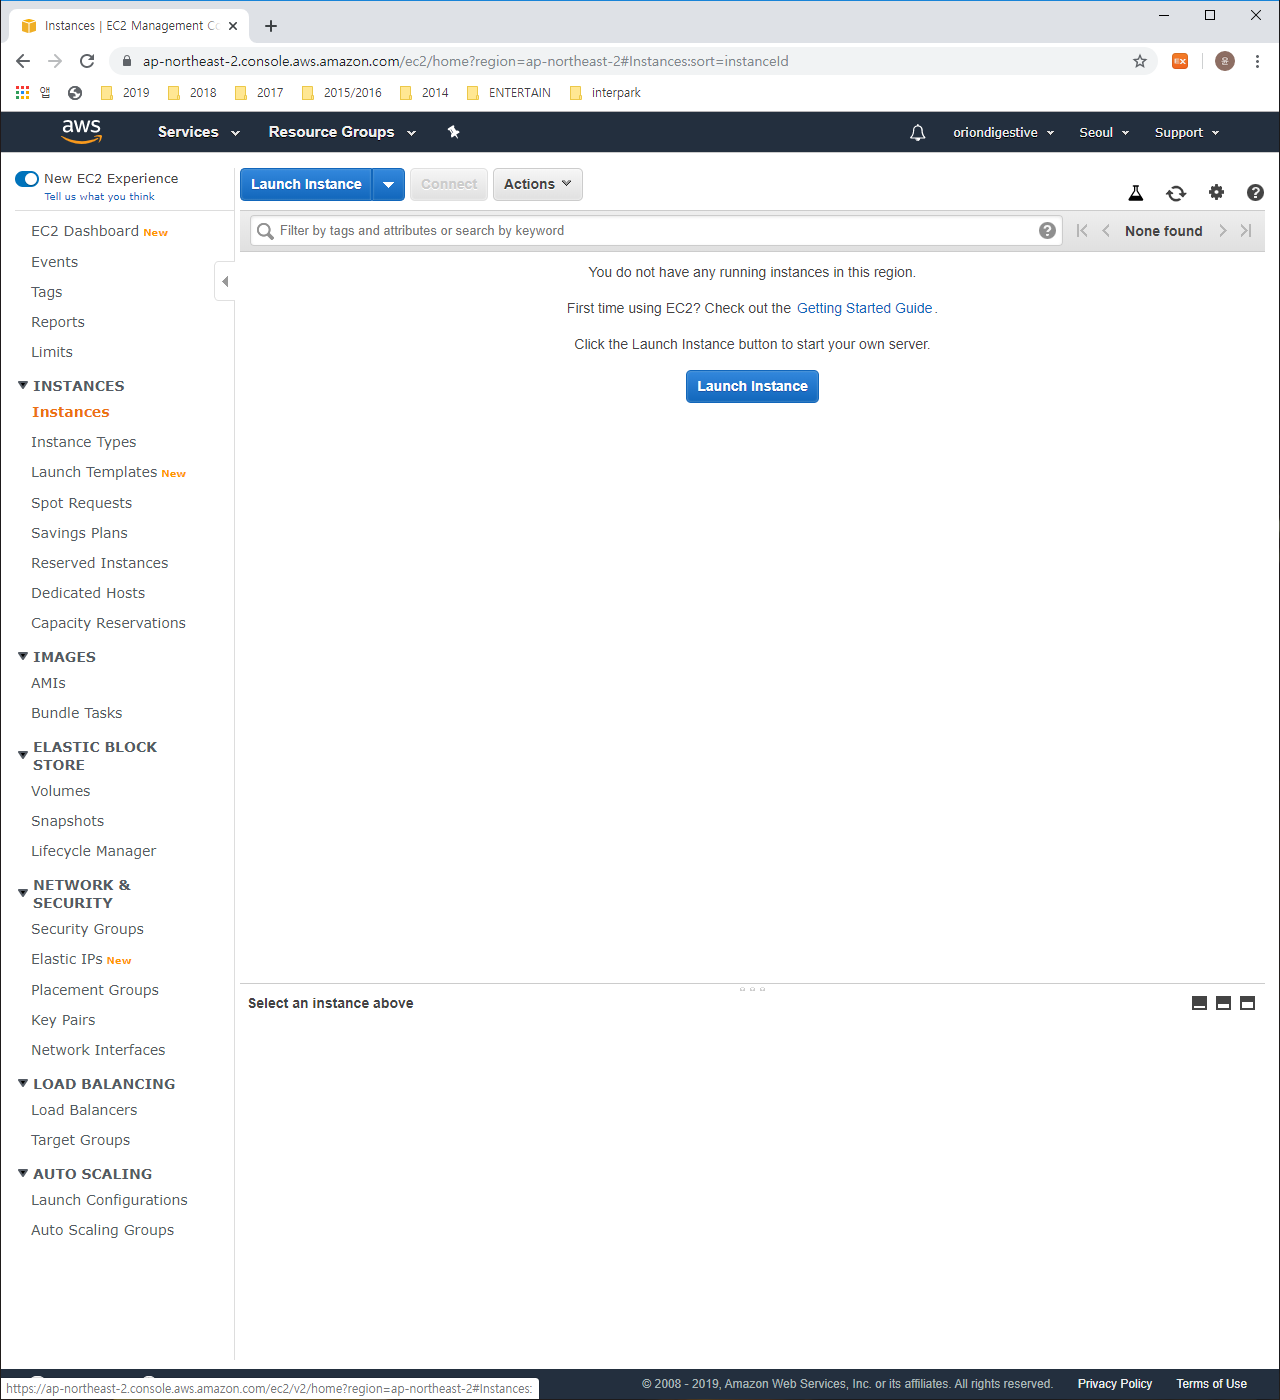 Instances | EC2 Management Co
ap-northeast-2.console.aws.amazon.com/ec2/home?region=ap-northeast-2#Instances:sort=instanceId
앱 2019 2018 2017 2015/2016 2014 ENTERTAIN interpark
aws Services Resource Groups oriondigestive Seoul Support
New EC2 Experience
Tell us what you think
Launch Instance Connect Actions
Filter by tags and attributes or search by keyword None found
You do not have any running instances in this region.
First time using EC2? Check out the Getting Started Guide.
Click the Launch Instance button to start your own server.
Launch Instance
EC2 Dashboard New
Events
Tags
Reports
Limits
INSTANCES
Instances
Instance Types
Launch Templates New
Spot Requests
Savings Plans
Reserved Instances
Dedicated Hosts
Capacity Reservations
IMAGES
AMIs
Bundle Tasks
ELASTIC BLOCK
STORE
Volumes
Snapshots
Lifecycle Manager
NETWORK &
SECURITY
Security Groups
Elastic IPs New
Placement Groups
Key Pairs
Network Interfaces
LOAD BALANCING
Load Balancers
Target Groups
AUTO SCALING
Launch Configurations
Auto Scaling Groups
Select an instance above
https://ap-northeast-2.console.aws.amazon.com/ec2/v2/home?region=ap-northeast-2#Instances:
© 2008 - 2019, Amazon Web Services, Inc. or its affiliates. All rights reserved. Privacy Policy Terms of Use